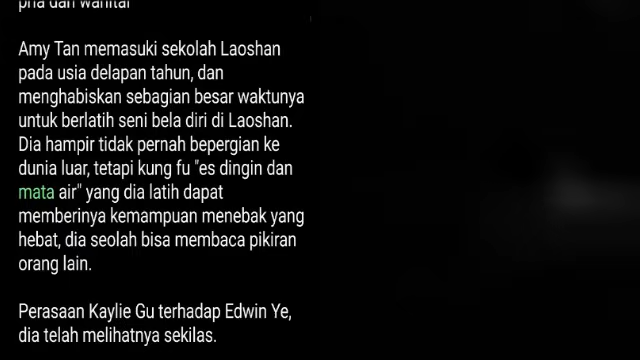 pria dan wanita.
Amy Tan memasuki sekolah Laoshan
pada usia delapan tahun, dan
menghabiskan sebagian besar waktunya
untuk berlatih seni bela diri di Laoshan.
Dia hampir tidak pernah bepergian ke
dunia luar, tetapi kung fu "es dingin dan
mata air" yang dia latih dapat
memberinya kemampuan menebak yang
hebat, dia seolah bisa membaca pikiran
orang lain.
Perasaan Kaylie Gu terhadap Edwin Ye,
dia telah melihatnya sekilas.